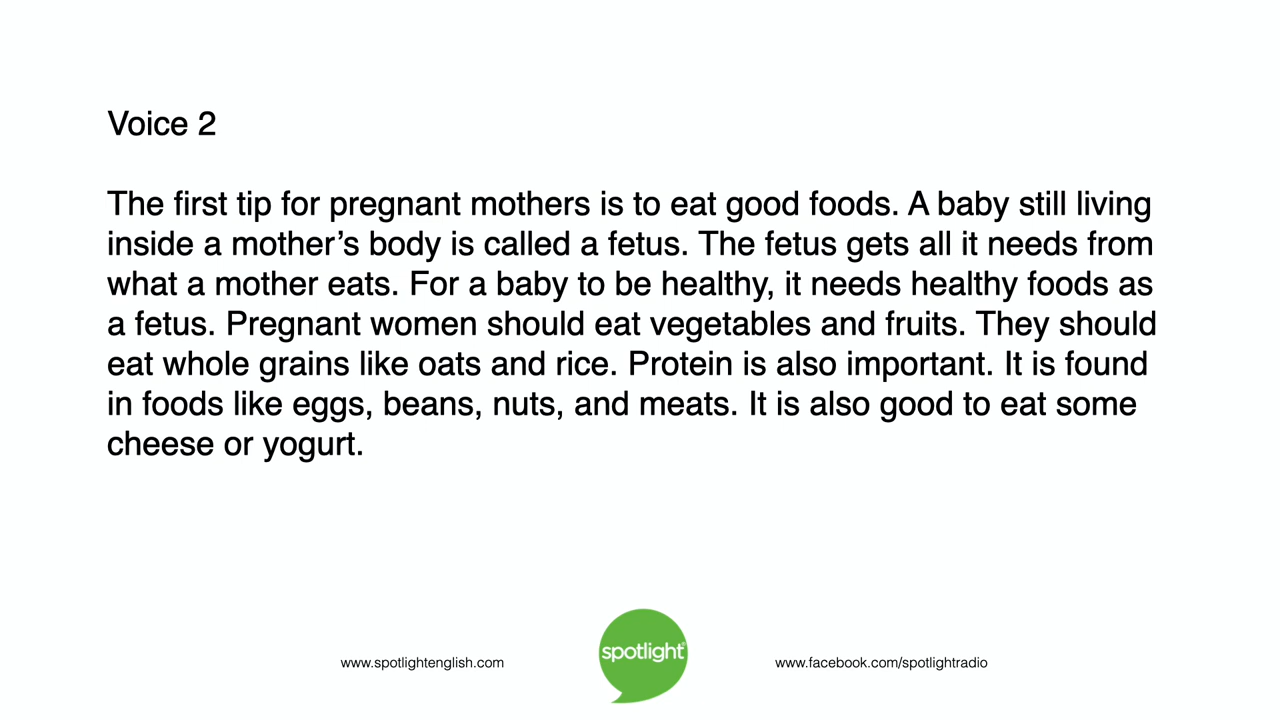 Voice 2
The first tip for pregnant mothers is to eat good foods. A baby still living
inside a mother’s body is called a fetus. The fetus gets all it needs from
what a mother eats. For a baby to be healthy, it needs healthy foods as
a fetus. Pregnant women should eat vegetables and fruits. They should
eat whole grains like oats and rice. Protein is also important. It is found
in foods like eggs, beans, nuts, and meats. It is also good to eat some
cheese or yogurt.
www.spotlightenglish.com
spotlight®
www.facebook.com/spotlightradio